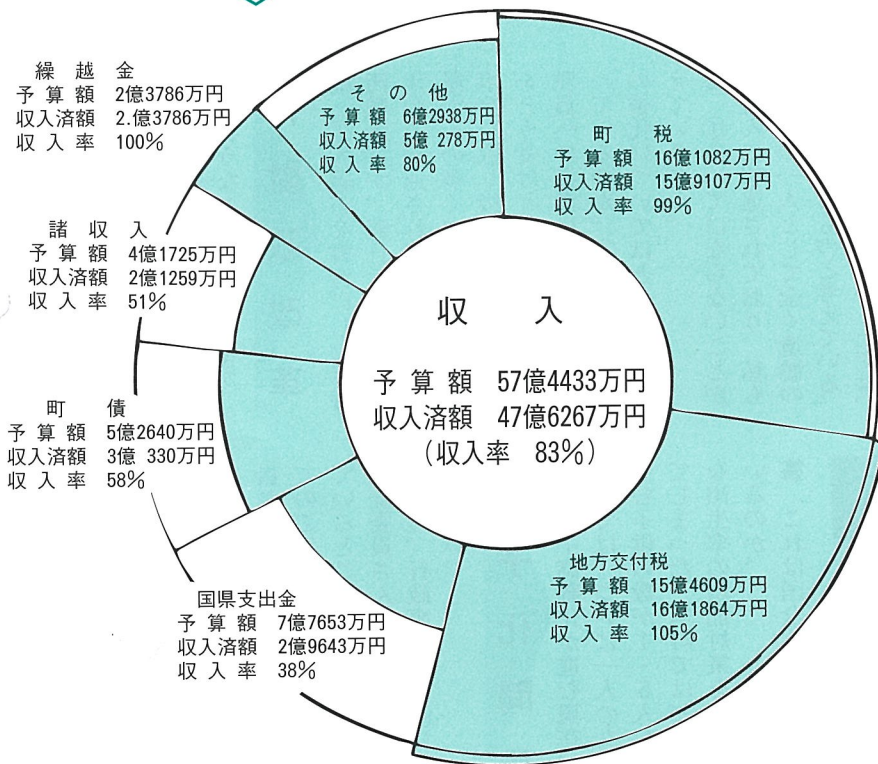 収 入
予 算 額 57億4433万円
収入済額 47億6267万円
(収入率 83%)
町 税
予 算 額 16億1082万円
収入済額 15億9107万円
収 入 率 99%
地方交付税
予 算 額 15億4609万円
収入済額 16億1864万円
収 入 率 105%
国県支出金
予 算 額 7億7653万円
収入済額 2億9643万円
収 入 率 38%
町 債
予 算 額 5億2640万円
収入済額 3億 330万円
収 入 率 58%
諸 収 入
予 算 額 4億1725万円
収入済額 2億1259万円
収 入 率 51%
繰 越 金
予 算 額 2億3786万円
収入済額 2.億3786万円
収 入 率 100%
そ の 他
予 算 額 6億2938万円
収入済額 5億 278万円
収 入 率 80%